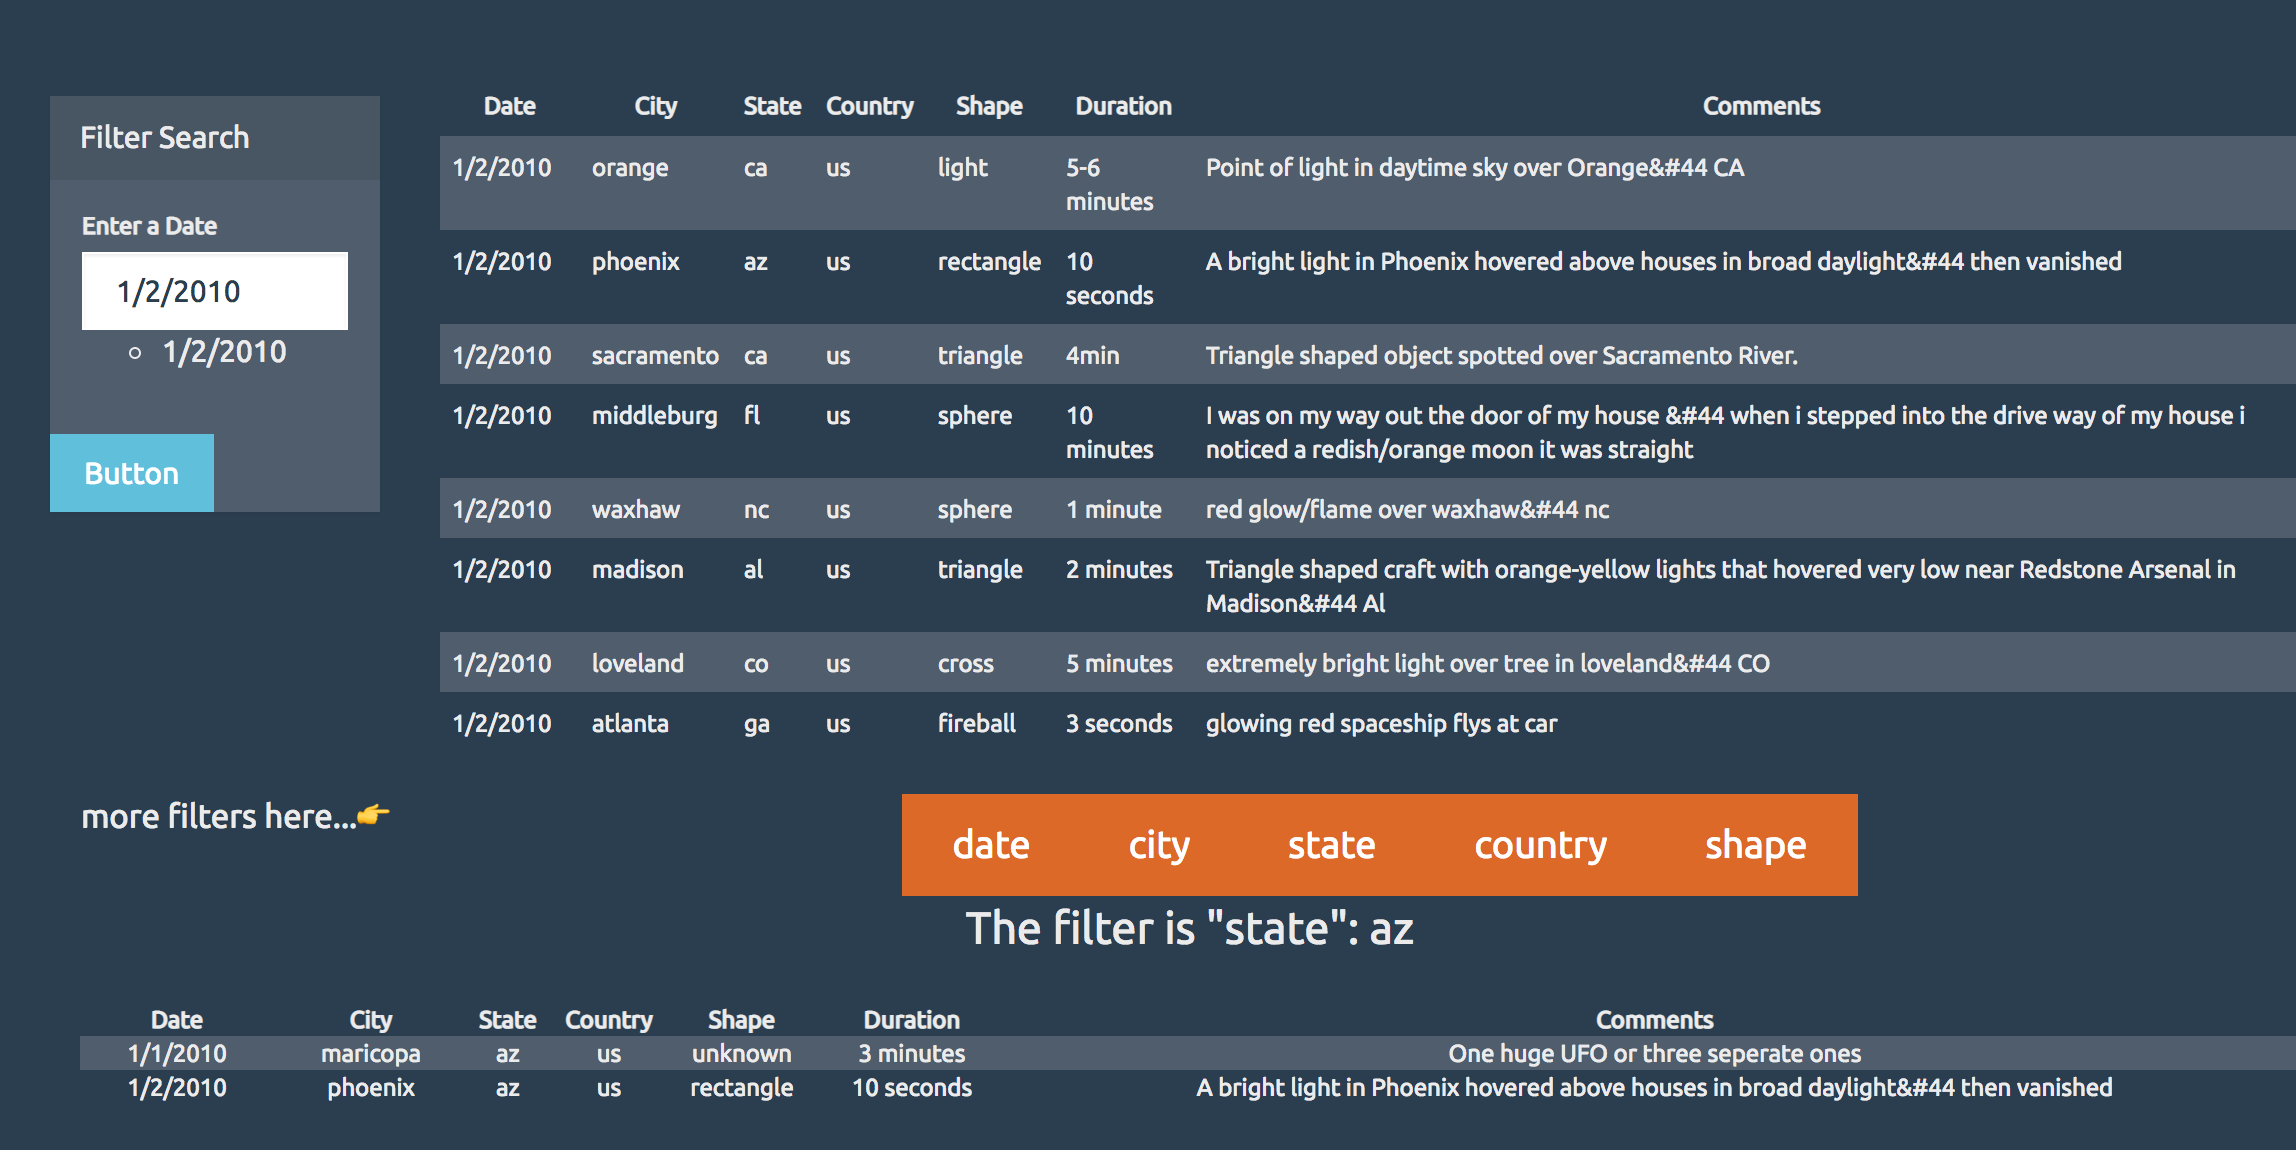 Filter Search
Enter a Date
1/2/2010
1/2/2010
Button
Date City State Country Shape Duration Comments
1/2/2010 orange ca us light 5-6 minutes Point of light in daytime sky over Orange&#44 CA
1/2/2010 phoenix az us rectangle 10 seconds A bright light in Phoenix hovered above houses in broad daylight&#44 then vanished
1/2/2010 sacramento ca us triangle 4min Triangle shaped object spotted over Sacramento River.
1/2/2010 middleburg fl us sphere 10 minutes I was on my way out the door of my house &#44 when i stepped into the drive way of my house i
noticed a redish/orange moon it was straight
1/2/2010 waxhaw nc us sphere 1 minute red glow/flame over waxhaw&#44 nc
1/2/2010 madison al us triangle 2 minutes Triangle shaped craft with orange-yellow lights that hovered very low near Redstone Arsenal in
Madison&#44 Al
1/2/2010 loveland co us cross 5 minutes extremely bright light over tree in loveland&#44 CO
1/2/2010 atlanta ga us fireball 3 seconds glowing red spaceship flys at car
more filters here...👉
date city state country shape
The filter is "state": az
Date City State Country Shape Duration Comments
1/1/2010 maricopa az us unknown 3 minutes One huge UFO or three seperate ones
1/2/2010 phoenix az us rectangle 10 seconds A bright light in Phoenix hovered above houses in broad daylight&#44 then vanished